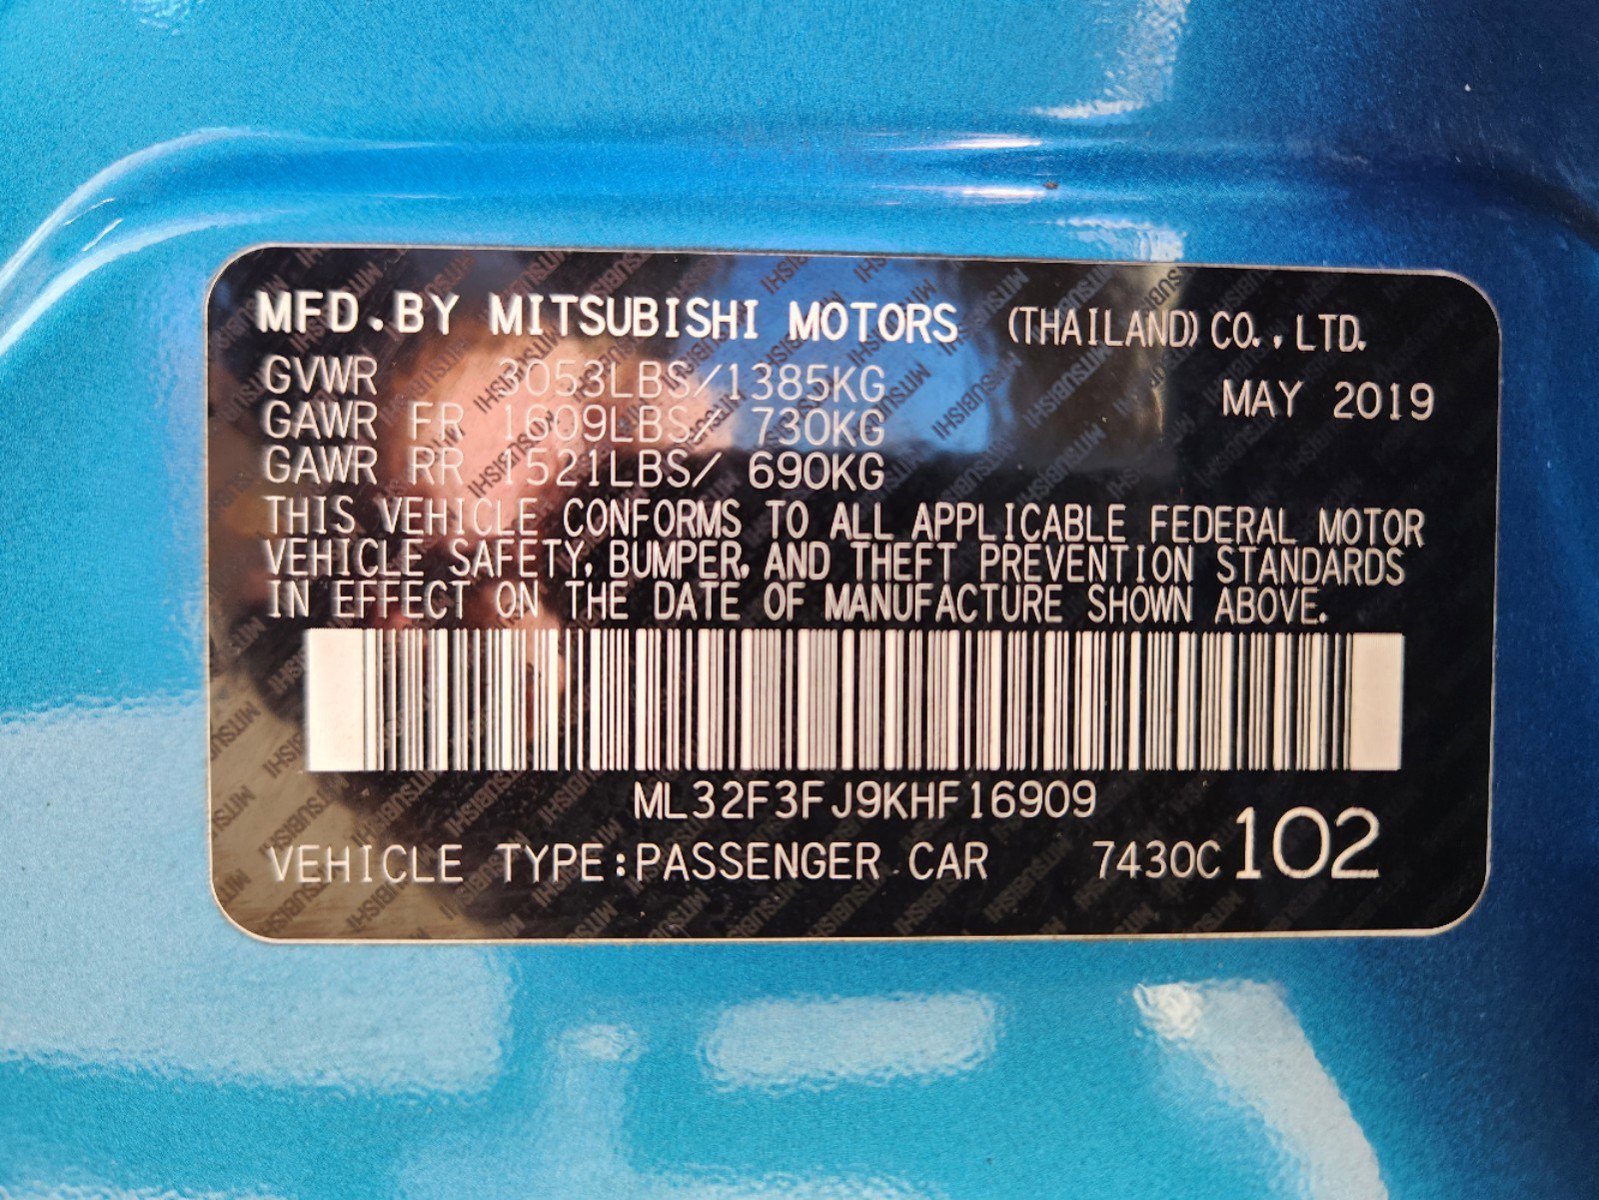 MFD.BY MITSUBISHI MOTORS (THAILAND) CO., LTD.
GVWR 3053LBS/1385KG
MAY 2019
GAWR FR 1609LBS/ 730KG
GAWR RR 1521LBS/ 690KG
THIS VEHICLE CONFORMS TO ALL APPLICABLE FEDERAL MOTOR
VEHICLE SAFETY, BUMPER, AND THEFT PREVENTION STANDARDS
IN EFFECT ON THE DATE OF MANUFACTURE SHOWN ABOVE.
ML32F3FJ9KHF16909
VEHICLE TYPE:PASSENGER CAR 7430C 102